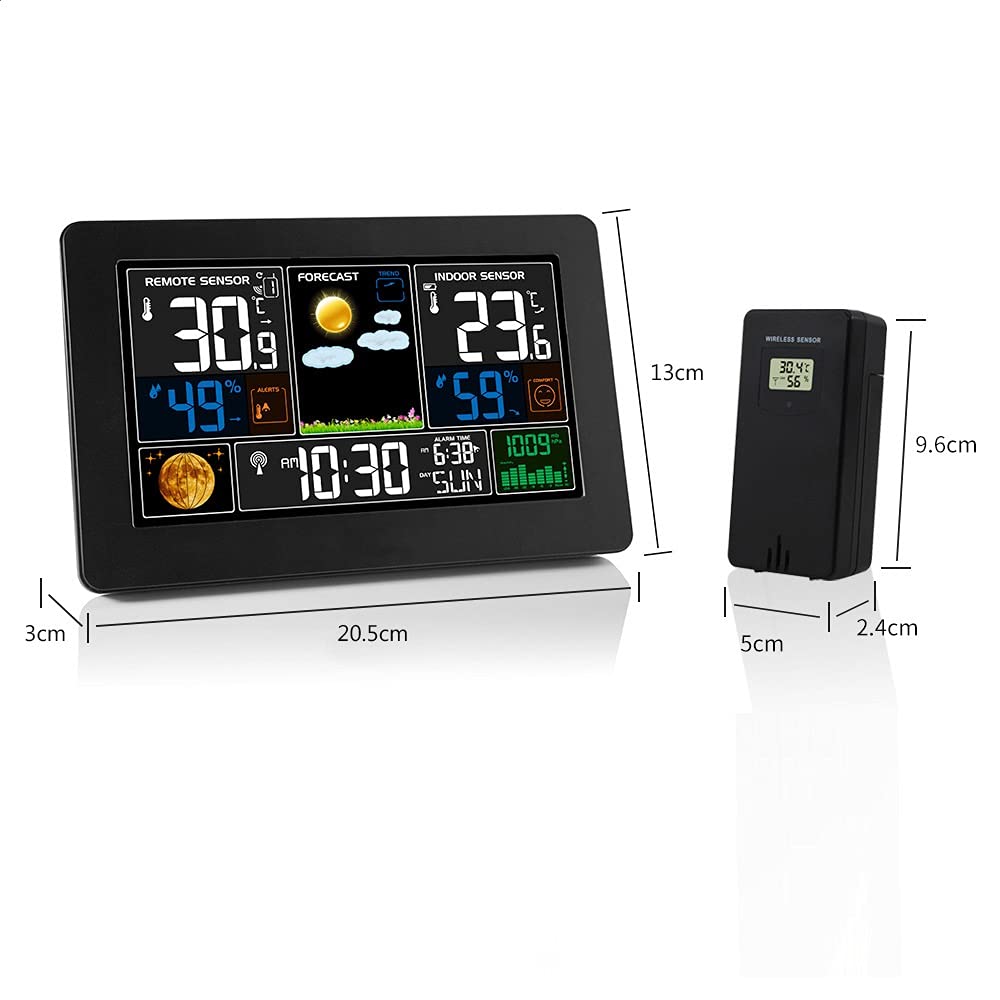 REMOTE SENSOR
30.9 °C
49%
ALERTS
FORECAST
TREND
INDOOR SENSOR
23.6 °C
59%
COMFORT
AM 10:30
ALARM TIME
AM 6:38
DAY SUN
1009 mb hPa
WIRELESS SENSOR
30.4 °C
56 %
13cm
9.6cm
3cm
20.5cm
5cm
2.4cm